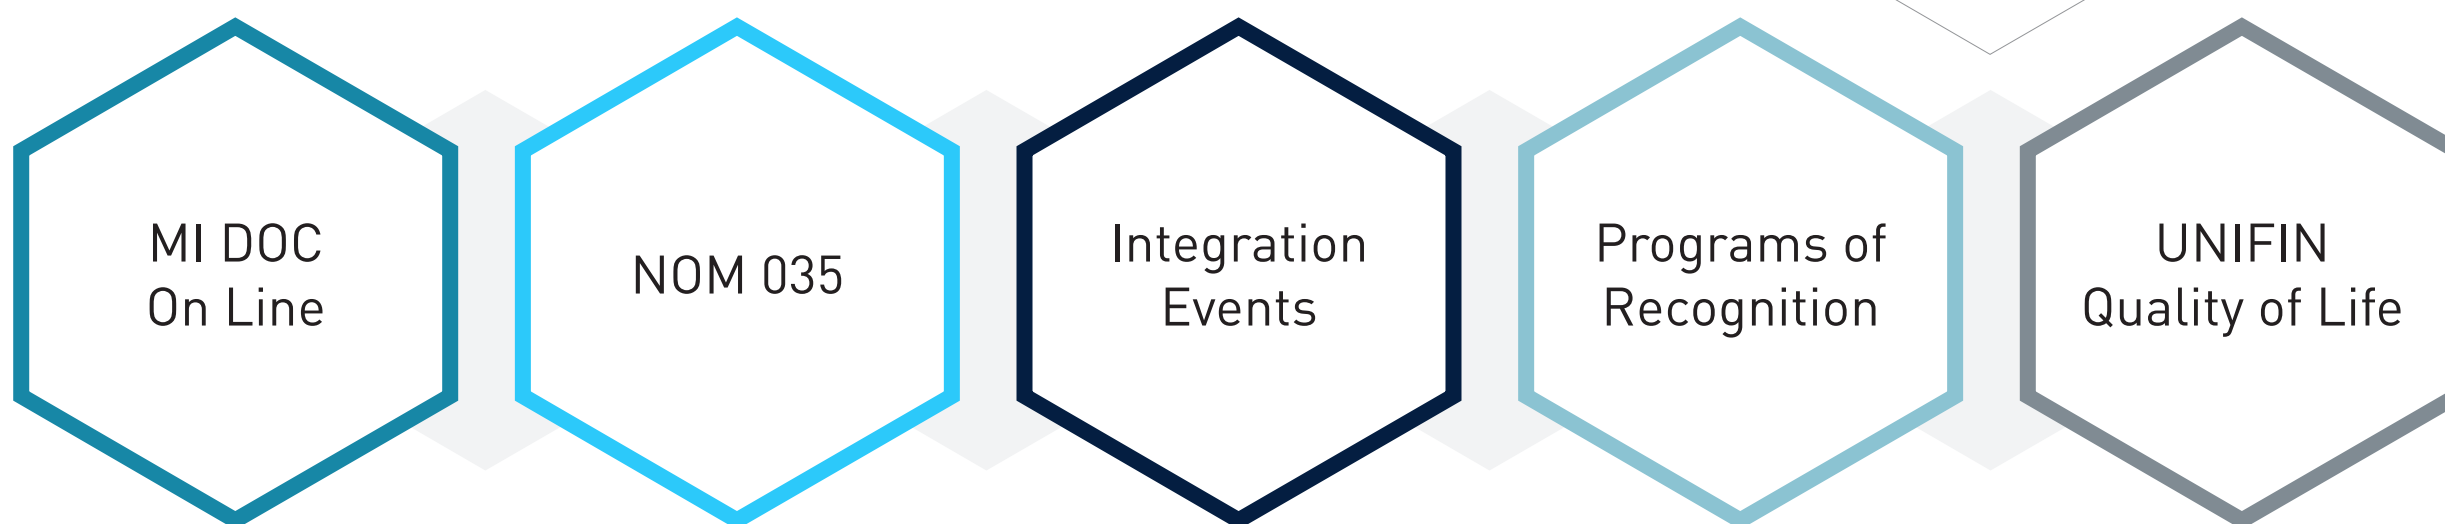 MI DOC
On Line
NOM 035
Integration
Events
Programs of
Recognition
UNIFIN
Quality of Life